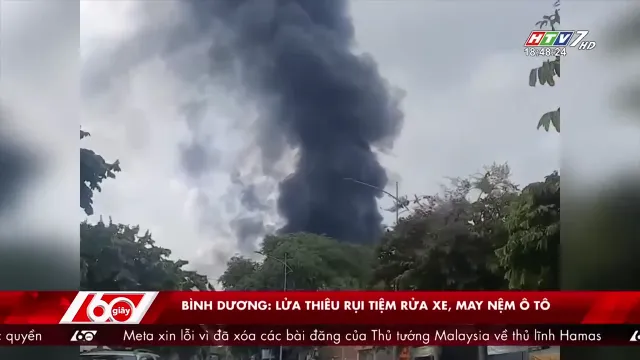 HTV7 HD
18:48:24
60 giây
BÌNH DƯƠNG: LỬA THIÊU RỤI TIỆM RỬA XE, MAY NỆM Ô TÔ
c quyền 60 Meta xin lỗi vì đã xóa các bài đăng của Thủ tướng Malaysia về thủ lĩnh Hamas